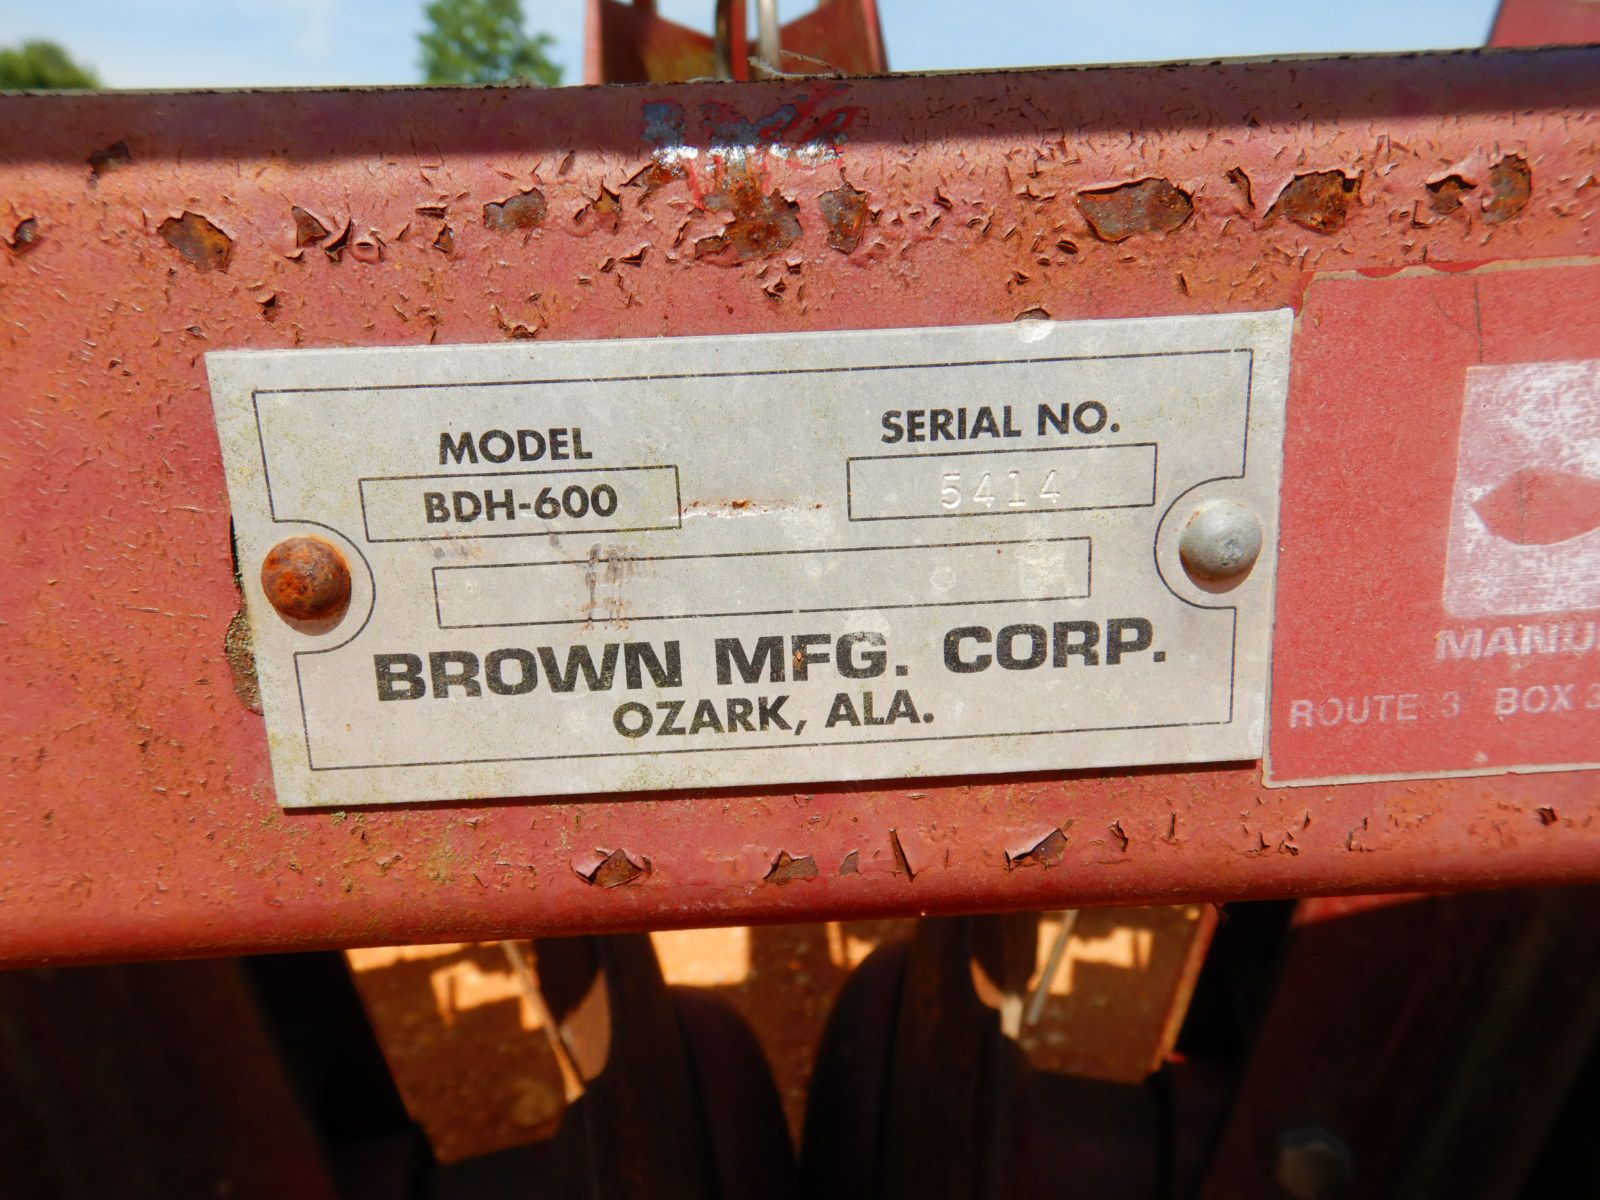 MODEL
BDH-600
SERIAL NO.
5414
BROWN MFG. CORP.
OZARK, ALA.
MANU
ROUTE 3 BOX 3